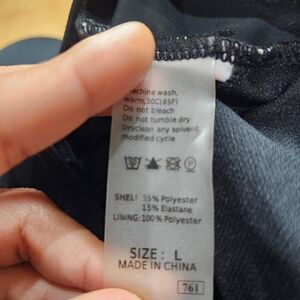 machine wash,
warm,30C(85F)
Do not bleach
Do not tumble dry
Dryclean any solvent
modified cycle
SHELL: 85% Polyester
15% Elastane
LINING: 100% Polyester
SIZE: L
MADE IN CHINA
761